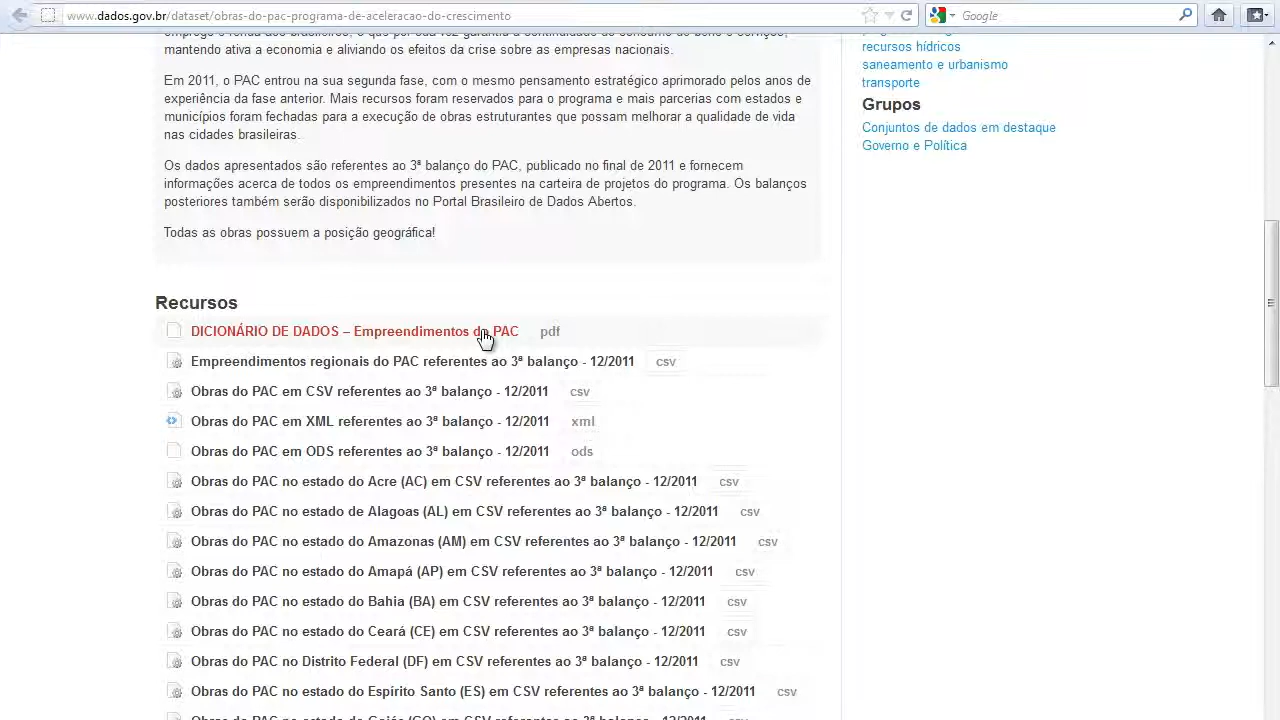 www.dados.gov.br/dataset/obras-do-pac-programa-de-aceleracao-do-crescimento
Google
mantendo ativa a economia e aliviando os efeitos da crise sobre as empresas nacionais.
Em 2011, o PAC entrou na sua segunda fase, com o mesmo pensamento estratégico aprimorado pelos anos de
experiência da fase anterior. Mais recursos foram reservados para o programa e mais parcerias com estados e
municípios foram fechadas para a execução de obras estruturantes que possam melhorar a qualidade de vida
nas cidades brasileiras.
Os dados apresentados são referentes ao 3ª balanço do PAC, publicado no final de 2011 e fornecem
informações acerca de todos os empreendimentos presentes na carteira de projetos do programa. Os balanços
posteriores também serão disponibilizados no Portal Brasileiro de Dados Abertos.
Todas as obras possuem a posição geográfica!
recursos hídricos
saneamento e urbanismo
transporte
Grupos
Conjuntos de dados em destaque
Governo e Política
Recursos
DICIONÁRIO DE DADOS – Empreendimentos do PAC pdf
Empreendimentos regionais do PAC referentes ao 3ª balanço - 12/2011 csv
Obras do PAC em CSV referentes ao 3ª balanço - 12/2011 csv
Obras do PAC em XML referentes ao 3ª balanço - 12/2011 xml
Obras do PAC em ODS referentes ao 3ª balanço - 12/2011 ods
Obras do PAC no estado do Acre (AC) em CSV referentes ao 3ª balanço - 12/2011 csv
Obras do PAC no estado de Alagoas (AL) em CSV referentes ao 3ª balanço - 12/2011 csv
Obras do PAC no estado do Amazonas (AM) em CSV referentes ao 3ª balanço - 12/2011 csv
Obras do PAC no estado do Amapá (AP) em CSV referentes ao 3ª balanço - 12/2011 csv
Obras do PAC no estado do Bahia (BA) em CSV referentes ao 3ª balanço - 12/2011 csv
Obras do PAC no estado do Ceará (CE) em CSV referentes ao 3ª balanço - 12/2011 csv
Obras do PAC no Distrito Federal (DF) em CSV referentes ao 3ª balanço - 12/2011 csv
Obras do PAC no estado do Espírito Santo (ES) em CSV referentes ao 3ª balanço - 12/2011 csv